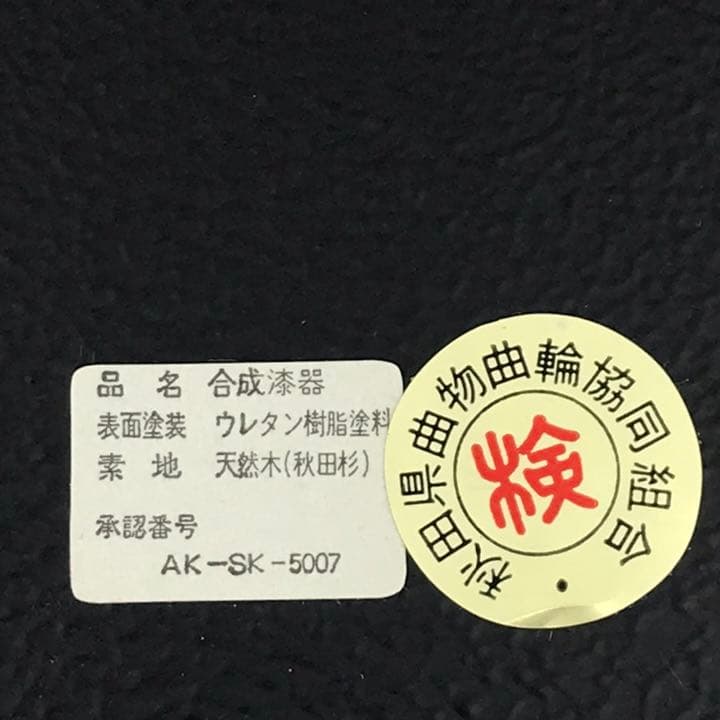 品 名 合成漆器
表面塗装 ウレタン樹脂塗料
素 地 天然木(秋田杉)
承認番号
AK-SK-5007
秋田県曲物曲輪協同組合
検